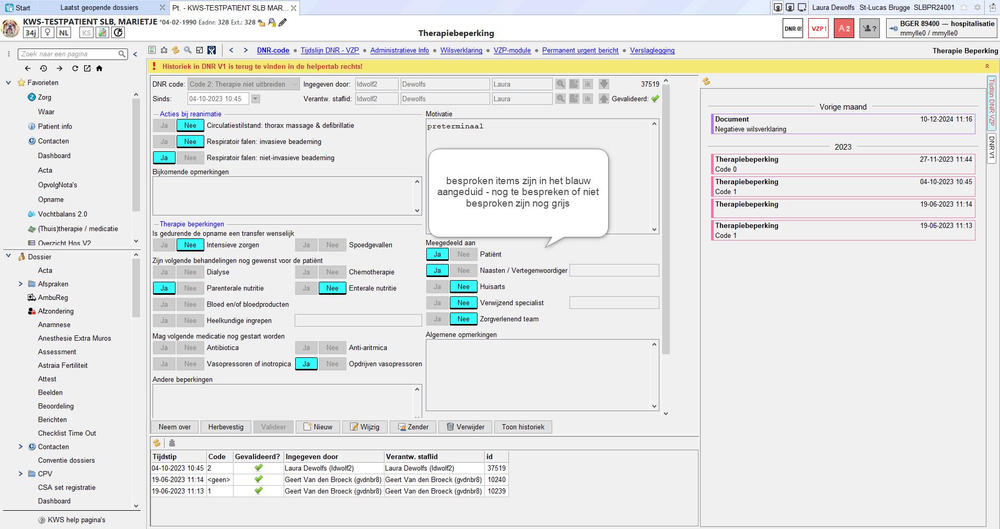 Start
Laatst geopende dossiers
Pt. - KWS-TESTPATIENT SLB MAR...
Laura Dewolfs St-Lucas Brugge SLBPR24001
KWS-TESTPATIENT SLB, MARIETJE °04-02-1990 Eadnr: 328 Ext.: 328
34j NL KS
Therapiebeperking
DNR 0!
VZP !
A 2
?
BGER 89400 — hospitalisatie
mmylle0 / mmylle0
Zoek naar een pagina
DNR-code
Tijdslijn DNR - VZP
Administratieve Info
Wilsverklaring
VZP-module
Permanent urgent bericht
Verslaglegging
Therapie Beperking
Favorieten
Zorg
Waar
Patient info
Contacten
Dashboard
Acta
OpvolgNota's
Opname
Vochtbalans 2.0
(Thuis)therapie / medicatie
Overzicht Hos V2
Dossier
Acta
Afspraken
AmbuReg
Afzondering
Anamnese
Anesthesie Extra Muros
Assessment
Astraia Fertiliteit
Attest
Beelden
Beoordeling
Berichten
Checklist Time Out
Contacten
Conventie dossiers
CPV
CSA set registratie
Dashboard
KWS help pagina's
Historiek in DNR V1 is terug te vinden in de helpertab rechts!
DNR code: Code 2: Therapie niet uitbreiden Ingegeven door: ldwolf2 Dewolfs Laura ik 37519
Sinds: 04-10-2023 10:45 Verantw. staflid: ldwolf2 Dewolfs Laura ik Gevalideerd:
Acties bij reanimatie
Ja Nee Circulatiestilstand: thorax massage & defibrillatie
Ja Nee Respiratoir falen: invasieve beademing
Ja Nee Respiratoir falen: niet-invasieve beademing
Bijkomende opmerkingen
Therapie beperkingen
Is gedurende de opname een transfer wenselijk
Ja Nee Intensieve zorgen Ja Nee Spoedgevallen
Zijn volgende behandelingen nog gewenst voor de patiënt
Ja Nee Dialyse Ja Nee Chemotherapie
Ja Nee Parenterale nutritie Ja Nee Enterale nutritie
Ja Nee Bloed en/of bloedproducten
Ja Nee Heelkundige ingrepen
Mag volgende medicatie nog gestart worden
Ja Nee Antibiotica Ja Nee Anti-aritmica
Ja Nee Vasopressoren of inotropica Ja Nee Opdrijven vasopressoren
Andere beperkingen
Motivatie
preterminaal
besproken items zijn in het blauw
aangeduid - nog te bespreken of niet
besproken zijn nog grijs
Meegedeeld aan
Ja Nee Patiënt
Ja Nee Naasten / Vertegenwoordiger
Ja Nee Huisarts
Ja Nee Verwijzend specialist
Ja Nee Zorgverlenend team
Algemene opmerkingen
Neem over Herbevestig Valideer Nieuw Wijzig Zender Verwijder Toon historiek
Tijdstip Code Gevalideerd? Ingegeven door Verantw. staflid id
04-10-2023 10:45 2 Laura Dewolfs (ldwolf2) Laura Dewolfs (ldwolf2) 37519
19-06-2023 11:14 <geen> Geert Van den Broeck (gvdnbr8) Geert Van den Broeck (gvdnbr8) 10240
19-06-2023 11:13 1 Geert Van den Broeck (gvdnbr8) Geert Van den Broeck (gvdnbr8) 10239
Vorige maand
Document 10-12-2024 11:16
Negatieve wilsverklaring
2023
Therapiebeperking 27-11-2023 11:44
Code 0
Therapiebeperking 04-10-2023 10:45
Code 1
Therapiebeperking 19-06-2023 11:14
Therapiebeperking 19-06-2023 11:13
Code 1
Tijdlijn DNR VZP
DNR V1